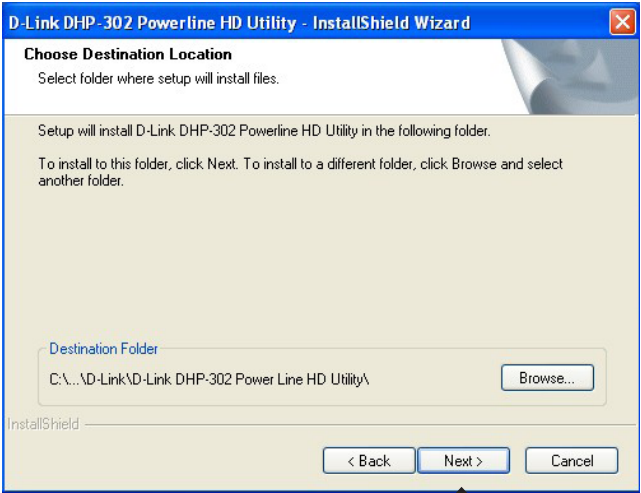 D-Link DHP-302 Powerline HD Utility - InstallShield Wizard
Choose Destination Location
Select folder where setup will install files.
Setup will install D-Link DHP-302 Powerline HD Utility in the following folder.
To install to this folder, click Next. To install to a different folder, click Browse and select
another folder.
Destination Folder
C:\...\D-Link\D-Link DHP-302 Power Line HD Utility\
Browse...
InstallShield
< Back
Next >
Cancel